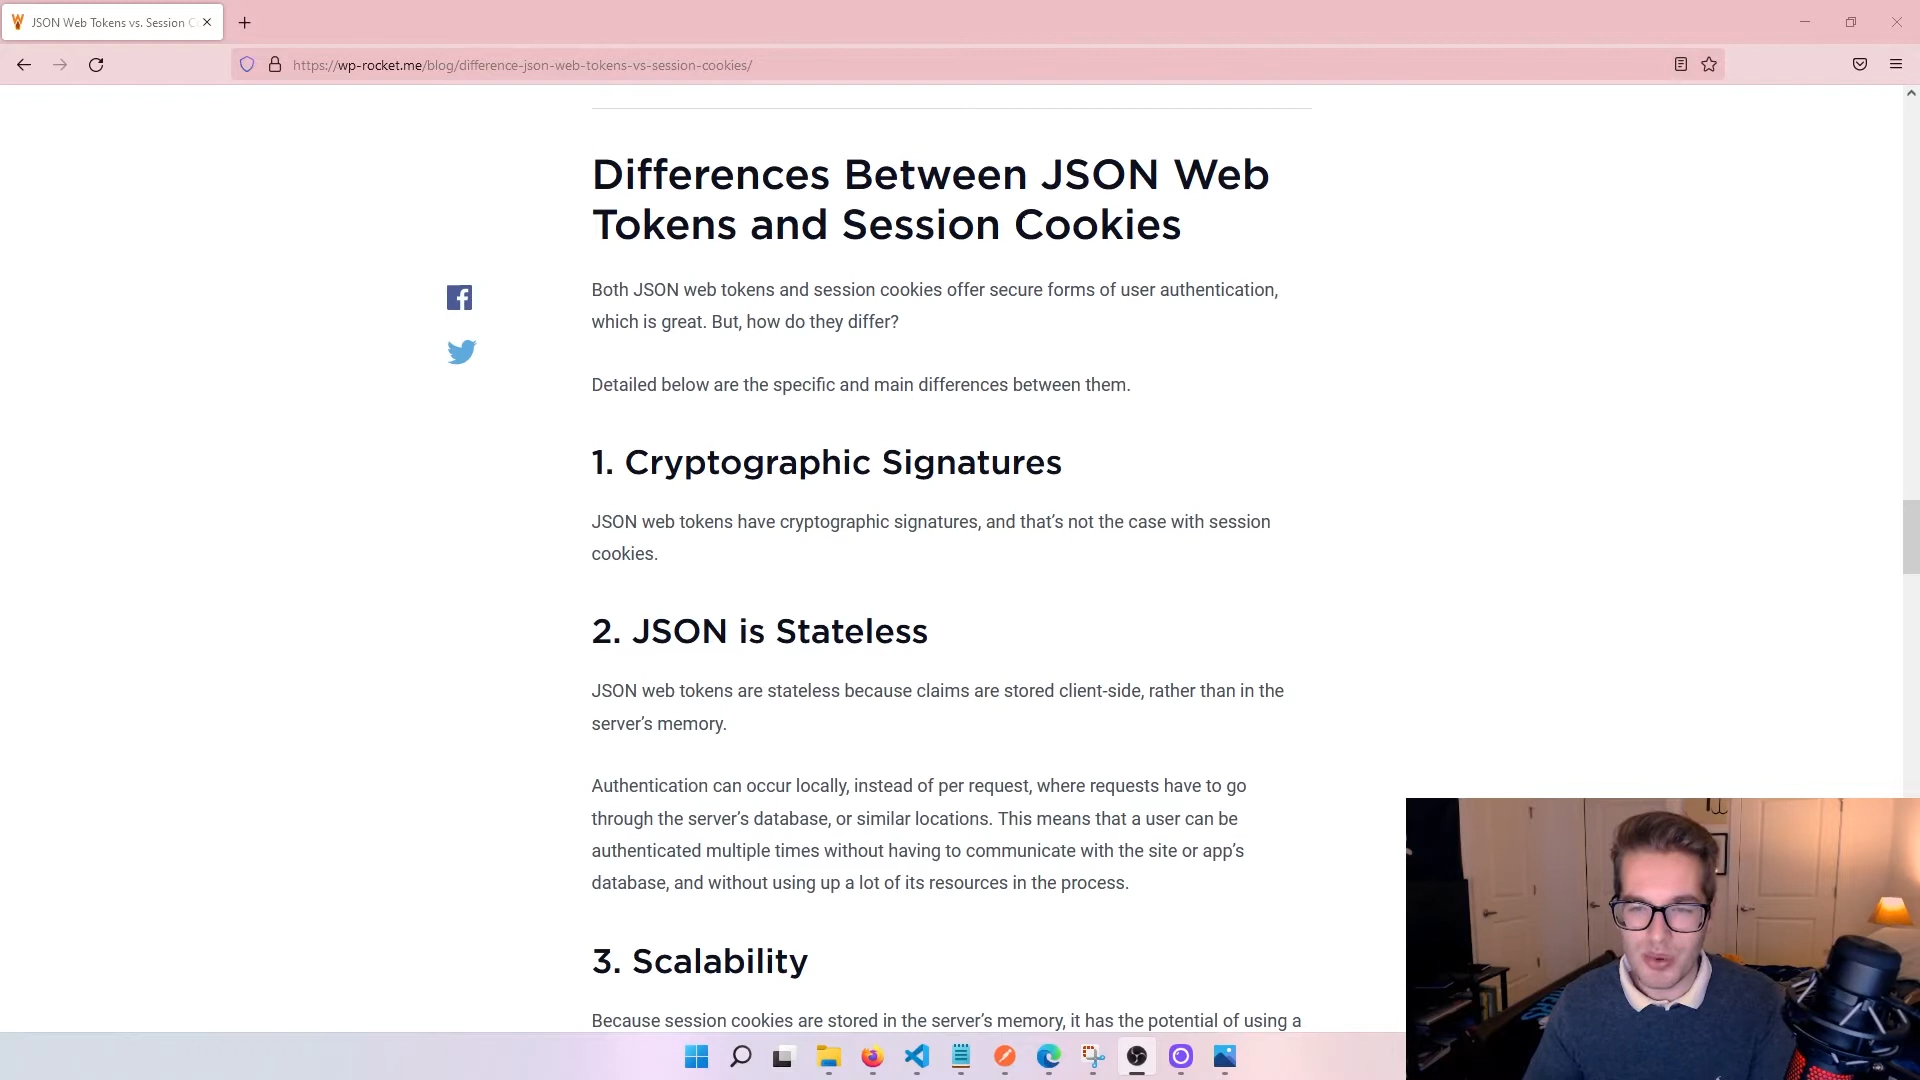 JSON Web Tokens vs. Session C
https://wp-rocket.me/blog/difference-json-web-tokens-vs-session-cookies/
Differences Between JSON Web
Tokens and Session Cookies
Both JSON web tokens and session cookies offer secure forms of user authentication,
which is great. But, how do they differ?
Detailed below are the specific and main differences between them.
1. Cryptographic Signatures
JSON web tokens have cryptographic signatures, and that’s not the case with session
cookies.
2. JSON is Stateless
JSON web tokens are stateless because claims are stored client-side, rather than in the
server’s memory.
Authentication can occur locally, instead of per request, where requests have to go
through the server’s database, or similar locations. This means that a user can be
authenticated multiple times without having to communicate with the site or app’s
database, and without using up a lot of its resources in the process.
3. Scalability
Because session cookies are stored in the server’s memory, it has the potential of using a